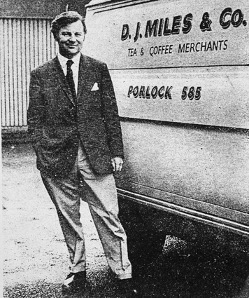 D. J. MILES & CO.
TEA & COFFEE MERCHANTS
PORLOCK 585